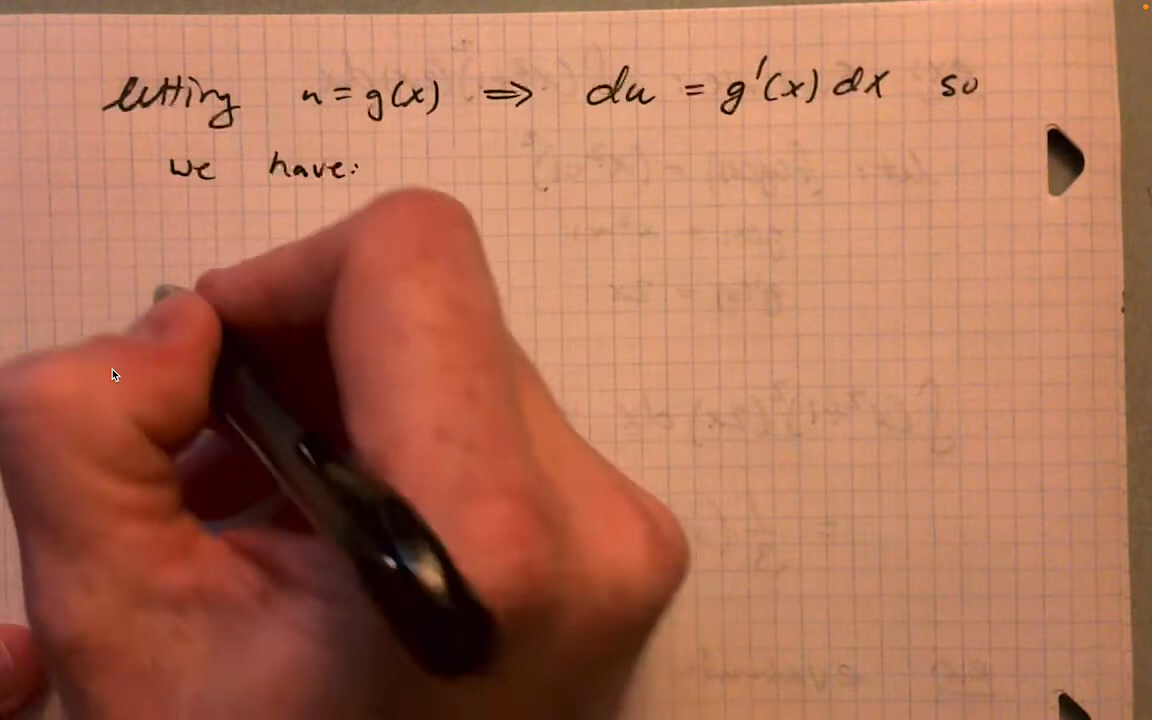 letting u = g(x) ⇒ du = g'(x) dx so
we have: